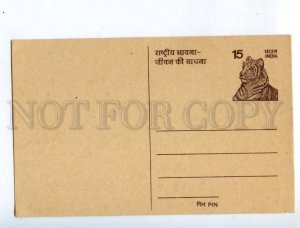 राष्ट्रीय भावना-
जीवन की साधना
15 भारत
INDIA
NOT FOR COPY
पिन PIN